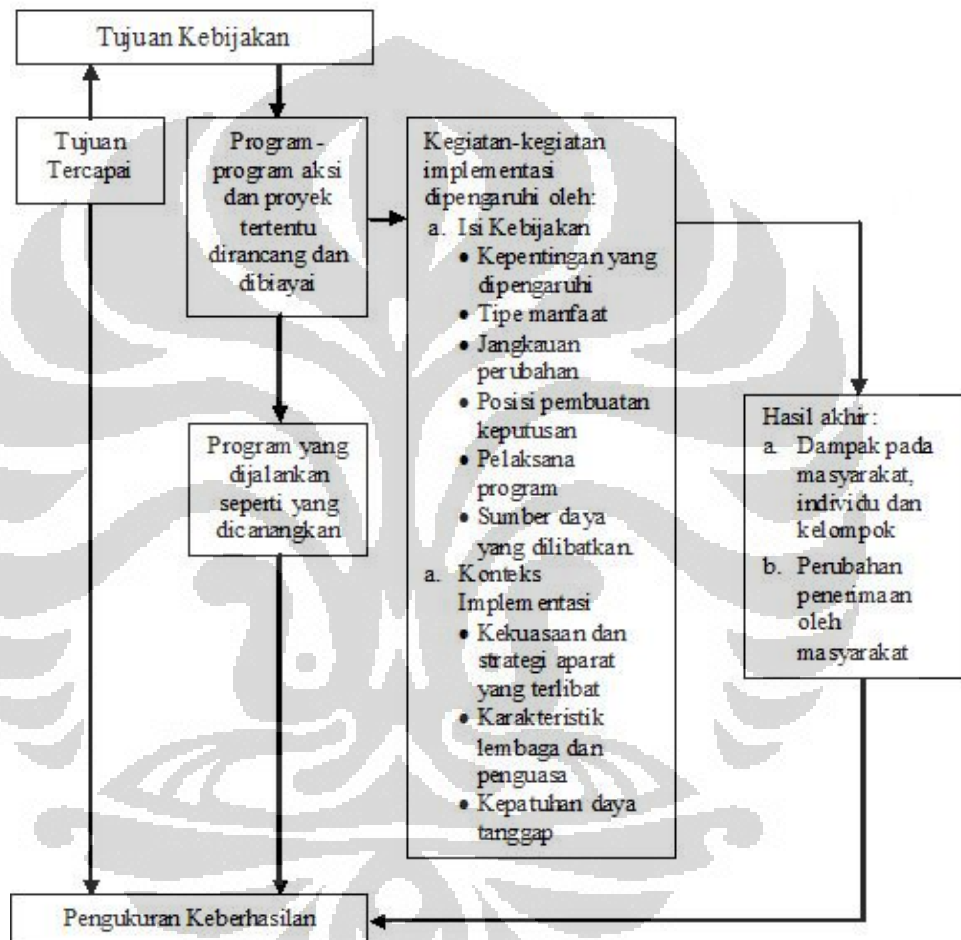 Tujuan Kebijakan
Tujuan
Tercapai
Program-
program aksi
dan proyek
tertentu
dirancang dan
dibiayai
Program yang
dijalankan
seperti yang
dicanangkan
Kegiatan-kegiatan
implementasi
dipengaruhi oleh:
a. Isi Kebijakan
• Kepentingan yang
dipengaruhi
• Tipe manfaat
• Jangkauan
perubahan
• Posisi pembuatan
keputusan
• Pelaksana
program
• Sumber daya
yang dilibatkan.
a. Konteks
Implementasi
• Kekuasaan dan
strategi aparat
yang terlibat
• Karakteristik
lembaga dan
penguasa
• Kepatuhan daya
tanggap
Hasil akhir:
a. Dampak pada
masyarakat,
individu dan
kelompok
b. Perubahan
penerimaan
oleh
masyarakat
Pengukuran Keberhasilan